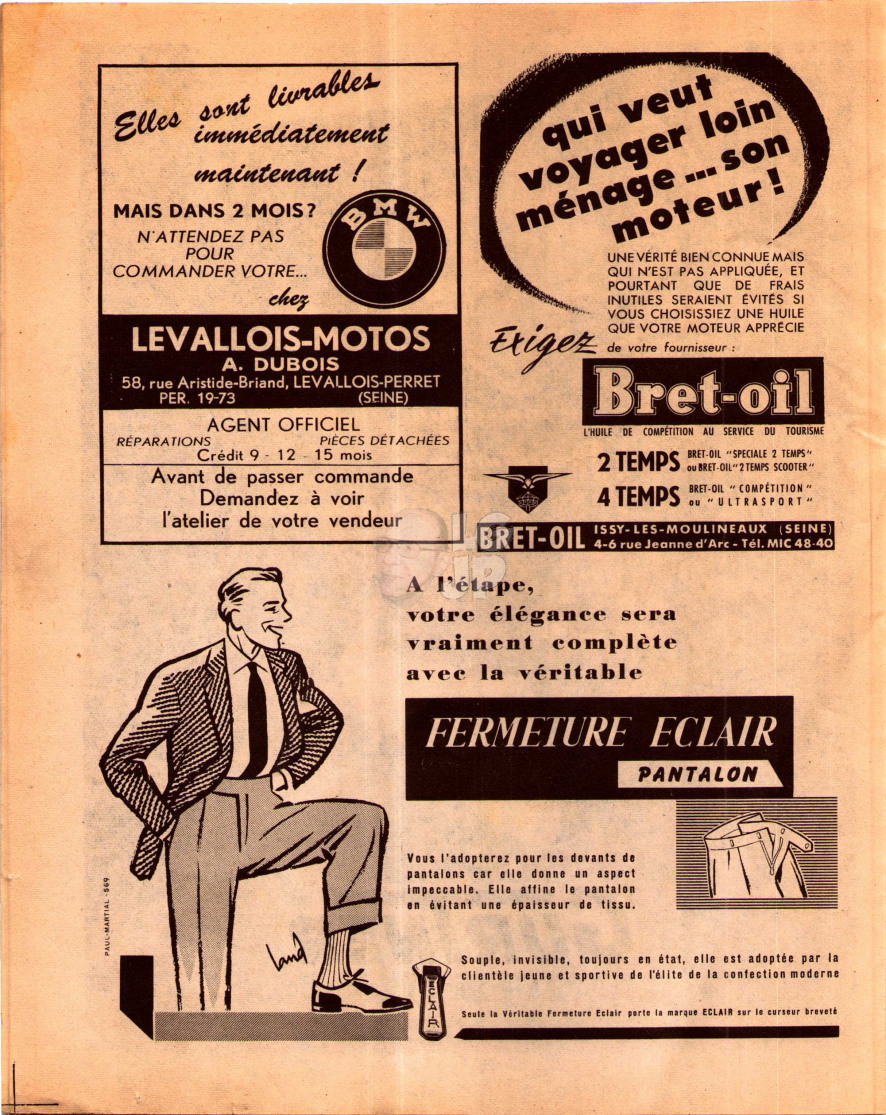 Elles sont livrables
immédiatement
maintenant !
MAIS DANS 2 MOIS?
N'ATTENDEZ PAS
POUR
COMMANDER VOTRE...
BMW
chez
LEVALLOIS-MOTOS
A. DUBOIS
58, rue Aristide-Briand, LEVALLOIS-PERRET
PER. 19-73 (SEINE)
AGENT OFFICIEL
RÉPARATIONS PIÈCES DÉTACHÉES
Crédit 9 - 12 - 15 mois
Avant de passer commande
Demandez à voir
l'atelier de votre vendeur
qui veut
voyager loin
ménage... son
moteur!
UNE VÉRITÉ BIEN CONNUE MAIS
QUI N'EST PAS APPLIQUÉE, ET
POURTANT QUE DE FRAIS
INUTILES SERAIENT ÉVITÉS SI
VOUS CHOISISSIEZ UNE HUILE
QUE VOTRE MOTEUR APPRÉCIE
Exigez de votre fournisseur :
Bret-oil
L'HUILE DE COMPÉTITION AU SERVICE DU TOURISME
2 TEMPS BRET-OIL "SPECIALE 2 TEMPS"
ou BRET-OIL "2 TEMPS SCOOTER"
4 TEMPS BRET-OIL "COMPÉTITION"
ou "ULTRASPORT"
BRET-OIL ISSY-LES-MOULINEAUX (SEINE)
4-6 rue Jeanne d'Arc - Tél. MIC 48-40
A l'étape,
votre élégance sera
vraiment complète
avec la véritable
FERMETURE ECLAIR
PANTALON
Vous l'adopterez pour les devants de
pantalons car elle donne un aspect
impeccable. Elle affine le pantalon
en évitant une épaisseur de tissu.
PAUL-MARTIAL - 569
Souple, invisible, toujours en état, elle est adoptée par la
clientèle jeune et sportive de l'élite de la confection moderne
ECLAIR
Seule la Véritable Fermeture Eclair porte la marque ECLAIR sur le curseur breveté